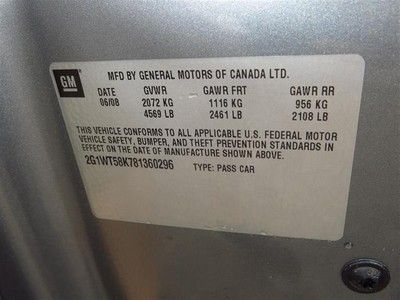 GM
MFD BY GENERAL MOTORS OF CANADA LTD.
DATE GVWR GAWR FRT GAWR RR
06/08 2072 KG 1116 KG 956 KG
4569 LB 2461 LB 2108 LB
THIS VEHICLE CONFORMS TO ALL APPLICABLE U.S. FEDERAL MOTOR
VEHICLE SAFETY, BUMPER, AND THEFT PREVENTION STANDARDS IN
EFFECT ON THE DATE OF MANUFACTURE SHOWN ABOVE.
2G1WT58K781360296 TYPE: PASS CAR